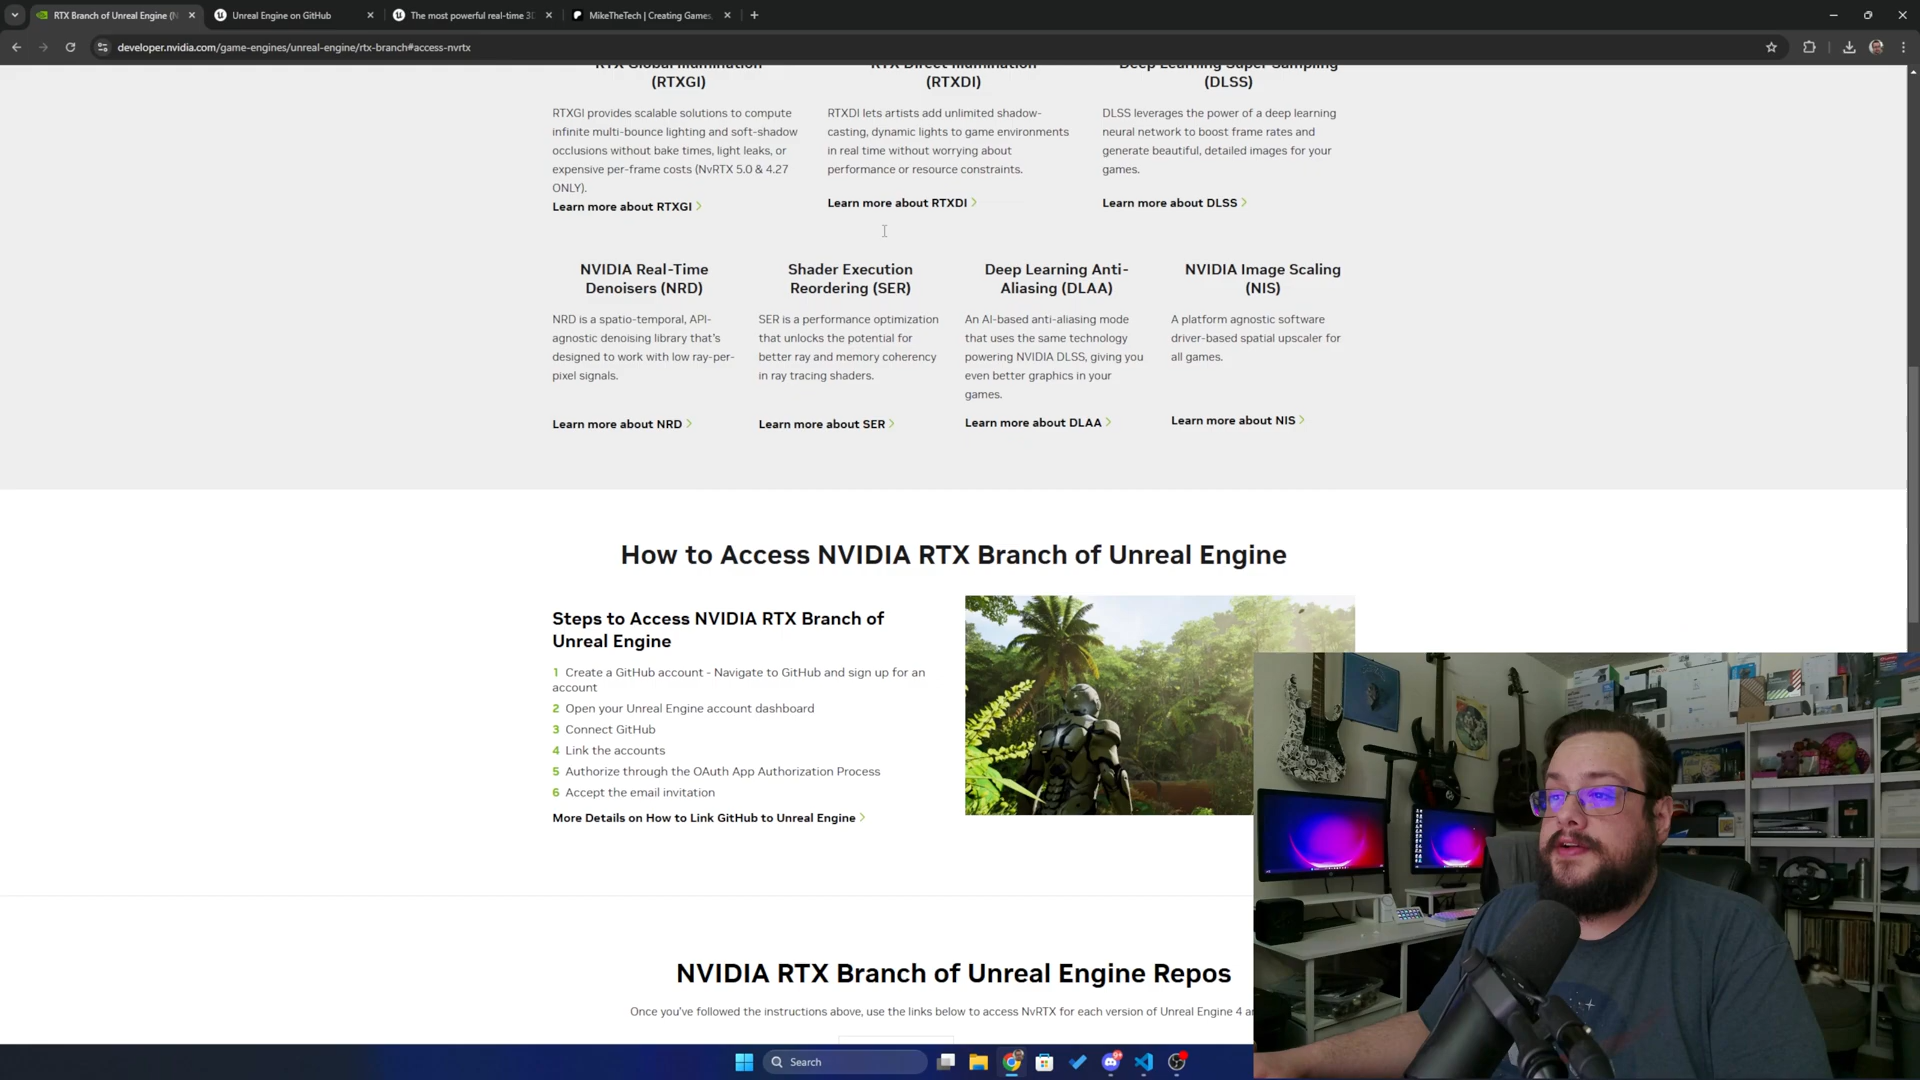 RTX Branch of Unreal Engine (N
Unreal Engine on GitHub
The most powerful real-time 3D
MikeTheTech | Creating Games,
developer.nvidia.com/game-engines/unreal-engine/rtx-branch#access-nvrtx
RTX Global Illumination
(RTXGI)
RTXGI provides scalable solutions to compute
infinite multi-bounce lighting and soft-shadow
occlusions without bake times, light leaks, or
expensive per-frame costs (NvRTX 5.0 & 4.27
ONLY).
Learn more about RTXGI
RTX Direct Illumination
(RTXDI)
RTXDI lets artists add unlimited shadow-
casting, dynamic lights to game environments
in real time without worrying about
performance or resource constraints.
Learn more about RTXDI
Deep Learning Super Sampling
(DLSS)
DLSS leverages the power of a deep learning
neural network to boost frame rates and
generate beautiful, detailed images for your
games.
Learn more about DLSS
NVIDIA Real-Time
Denoisers (NRD)
NRD is a spatio-temporal, API-
agnostic denoising library that's
designed to work with low ray-per-
pixel signals.
Learn more about NRD
Shader Execution
Reordering (SER)
SER is a performance optimization
that unlocks the potential for
better ray and memory coherency
in ray tracing shaders.
Learn more about SER
Deep Learning Anti-
Aliasing (DLAA)
An AI-based anti-aliasing mode
that uses the same technology
powering NVIDIA DLSS, giving you
even better graphics in your
games.
Learn more about DLAA
NVIDIA Image Scaling
(NIS)
A platform agnostic software
driver-based spatial upscaler for
all games.
Learn more about NIS
How to Access NVIDIA RTX Branch of Unreal Engine
Steps to Access NVIDIA RTX Branch of
Unreal Engine
1 Create a GitHub account - Navigate to GitHub and sign up for an
account
2 Open your Unreal Engine account dashboard
3 Connect GitHub
4 Link the accounts
5 Authorize through the OAuth App Authorization Process
6 Accept the email invitation
More Details on How to Link GitHub to Unreal Engine
NVIDIA RTX Branch of Unreal Engine Repos
Once you've followed the instructions above, use the links below to access NvRTX for each version of Unreal Engine 4 a
Search